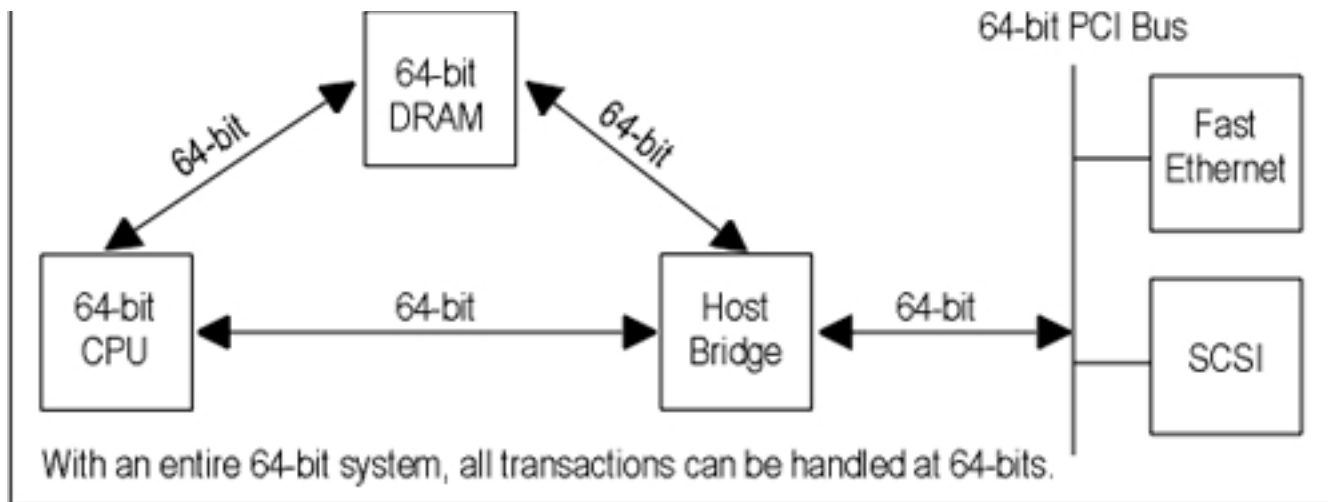 64-bit PCI Bus
64-bit
DRAM
64-bit
64-bit
Fast
Ethernet
64-bit
CPU
64-bit
Host
Bridge
64-bit
SCSI
With an entire 64-bit system, all transactions can be handled at 64-bits.